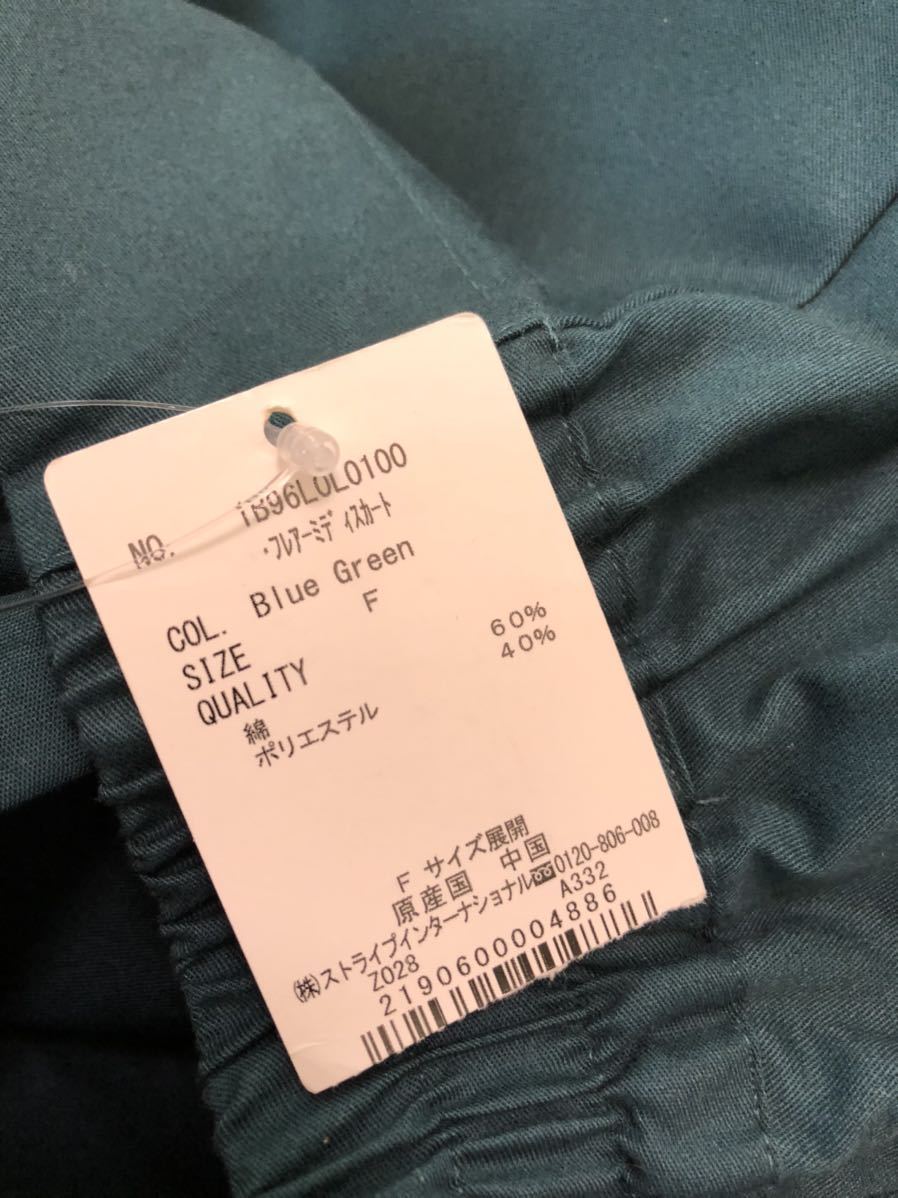 NO. 1B96L0L0100
・フレアーミディスカート
COL. Blue Green
SIZE F
QUALITY
綿 60%
ポリエステル 40%
F サイズ展開
原産国 中国
㈱ストライプインターナショナル 0120-806-008
Z028 A332
2190600004886